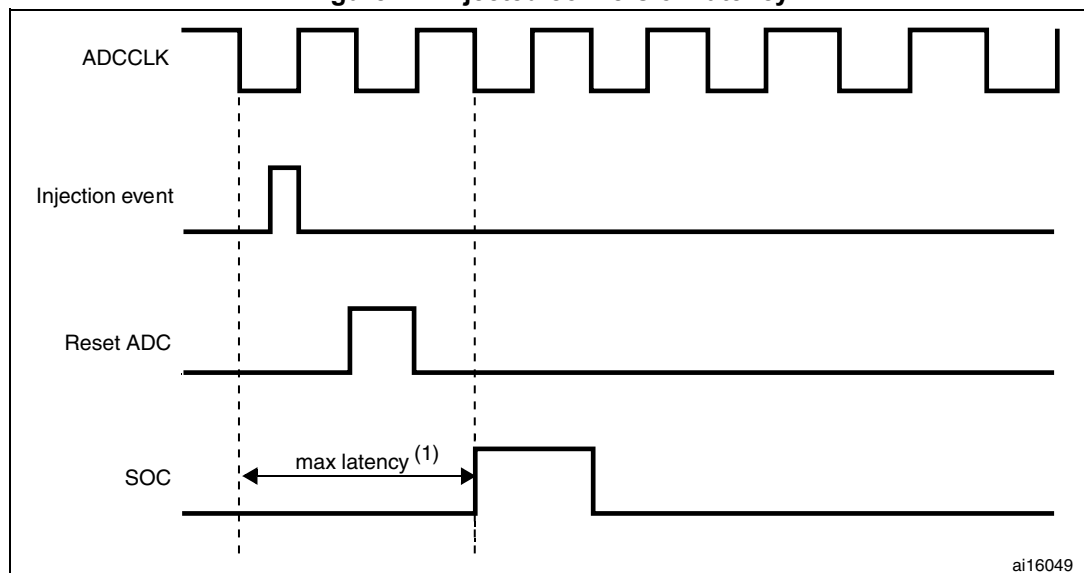 ADCCLK
Injection event
Reset ADC
max latency (1)
SOC
ai16049